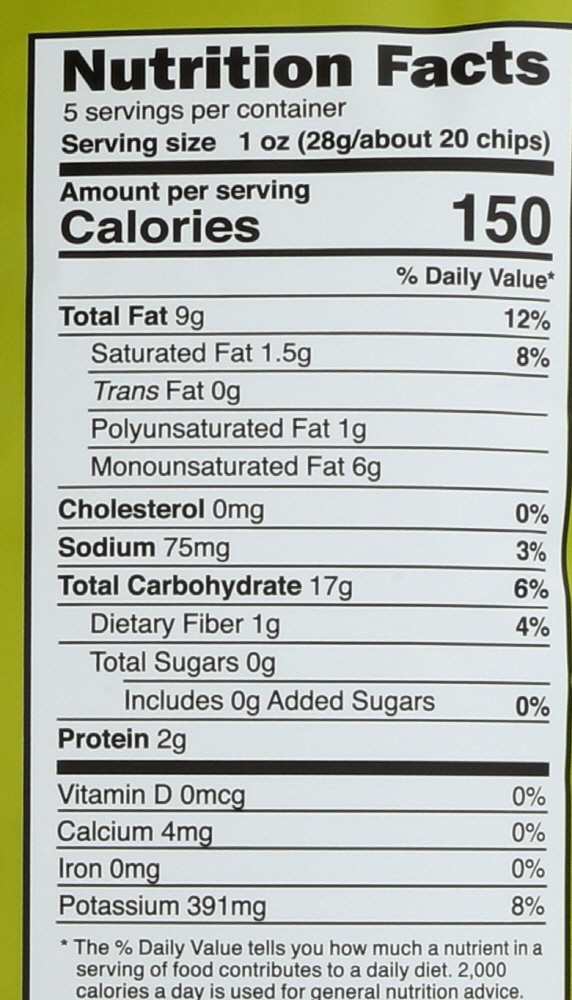 Nutrition Facts
5 servings per container
Serving size 1 oz (28g/about 20 chips)
Amount per serving
Calories 150
% Daily Value*
Total Fat 9g 12%
Saturated Fat 1.5g 8%
Trans Fat 0g
Polyunsaturated Fat 1g
Monounsaturated Fat 6g
Cholesterol 0mg 0%
Sodium 75mg 3%
Total Carbohydrate 17g 6%
Dietary Fiber 1g 4%
Total Sugars 0g
Includes 0g Added Sugars 0%
Protein 2g
Vitamin D 0mcg 0%
Calcium 4mg 0%
Iron 0mg 0%
Potassium 391mg 8%
* The % Daily Value tells you how much a nutrient in a
serving of food contributes to a daily diet. 2,000
calories a day is used for general nutrition advice.